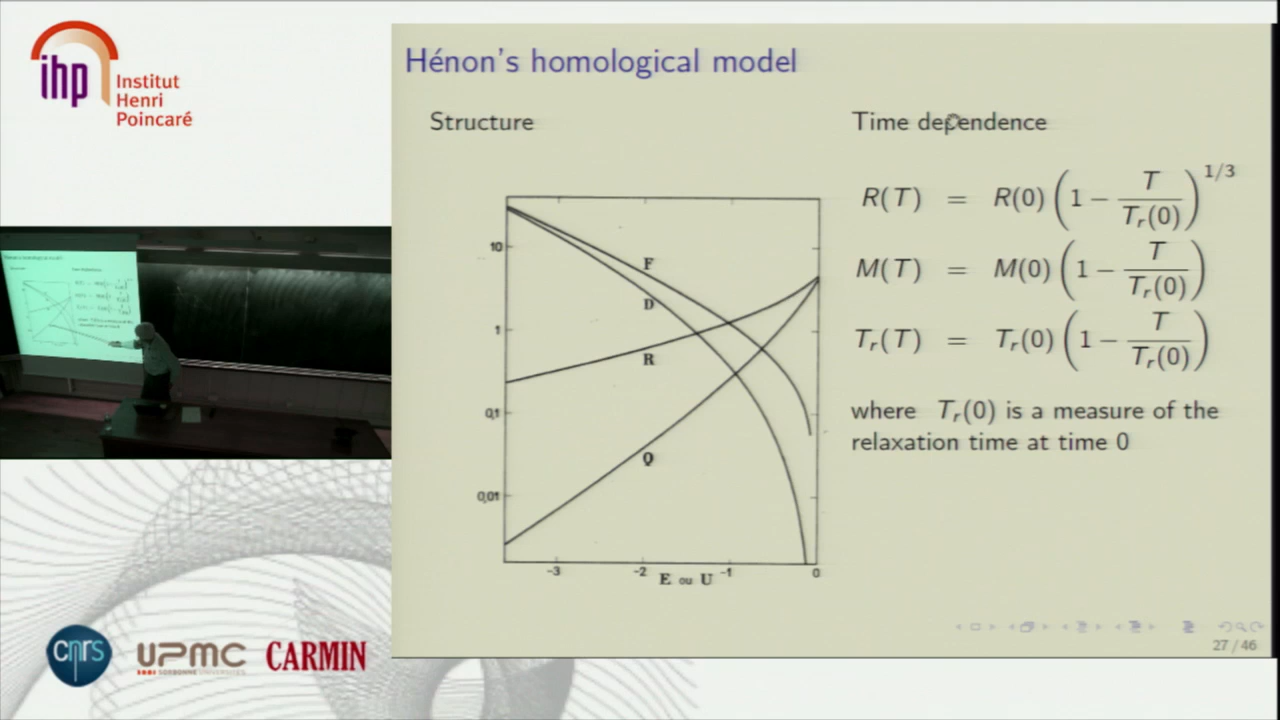 ihp
Institut
Henri
Poincaré
Hénon's homological model
Structure
Time dependence
10
1
0,1
0,01
F
D
R
Q
-3
-2
-1
0
E ou U
R(T) = R(0) (1 − T/T_r(0))^{1/3}
M(T) = M(0) (1 − T/T_r(0))
T_r(T) = T_r(0) (1 − T/T_r(0))
where T_r(0) is a measure of the
relaxation time at time 0
27 / 46
cnrs
UPMC
SORBONNE UNIVERSITÉS
CARMIN